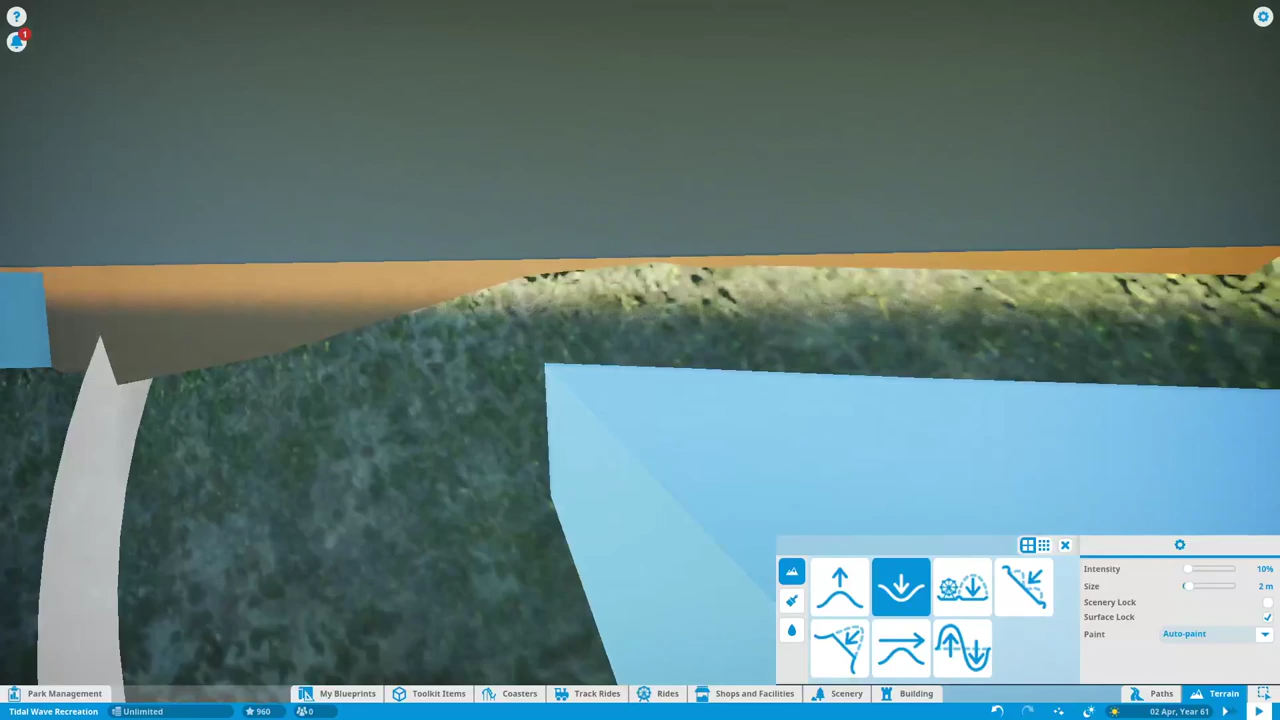 ?
1
Intensity 10%
Size 2 m
Scenery Lock
Surface Lock
Paint Auto-paint
Park Management My Blueprints Toolkit Items Coasters Track Rides Rides Shops and Facilities Scenery Building Paths Terrain
Tidal Wave Recreation Unlimited 960 0 02 Apr, Year 61